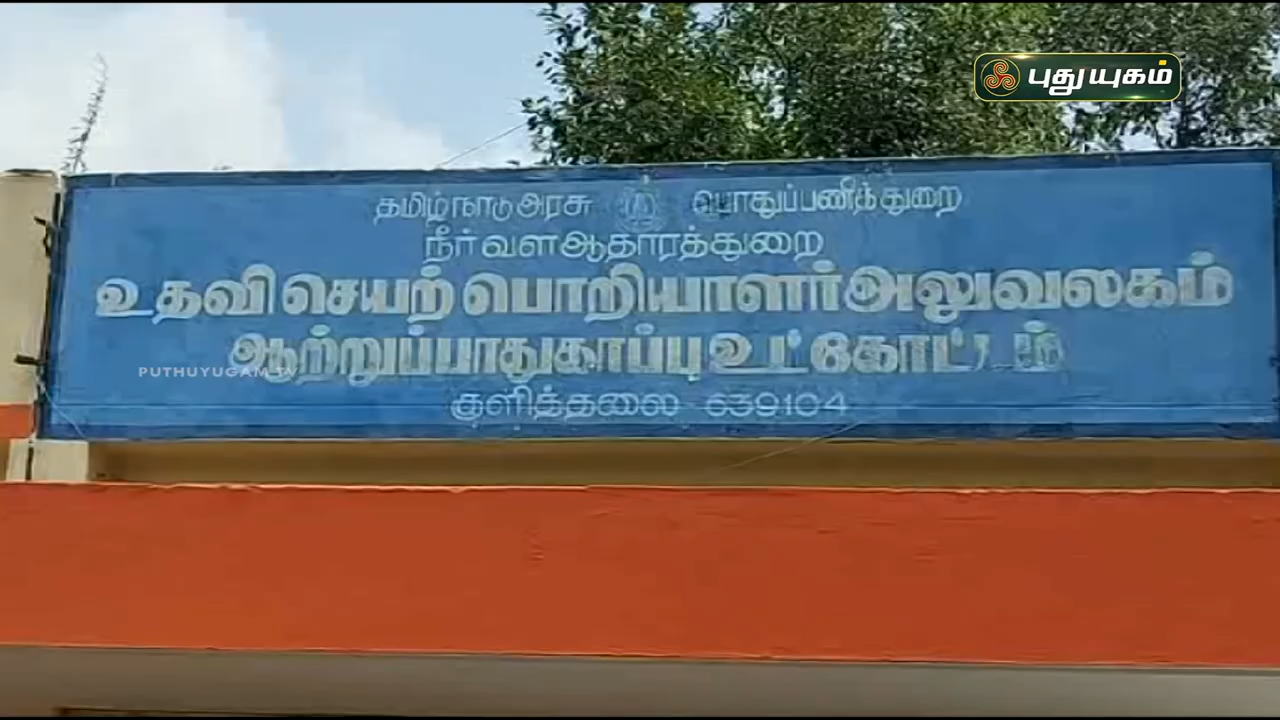 புதுயுகம்
தமிழ்நாடு அரசு பொதுப்பணித்துறை
நீர் வள ஆதாரத்துறை
உதவி செயற் பொறியாளர் அலுவலகம்
ஆற்றுப்பாதுகாப்பு உட்கோட்டம்
PUTHUYUGAM TV
குளித்தலை 639104